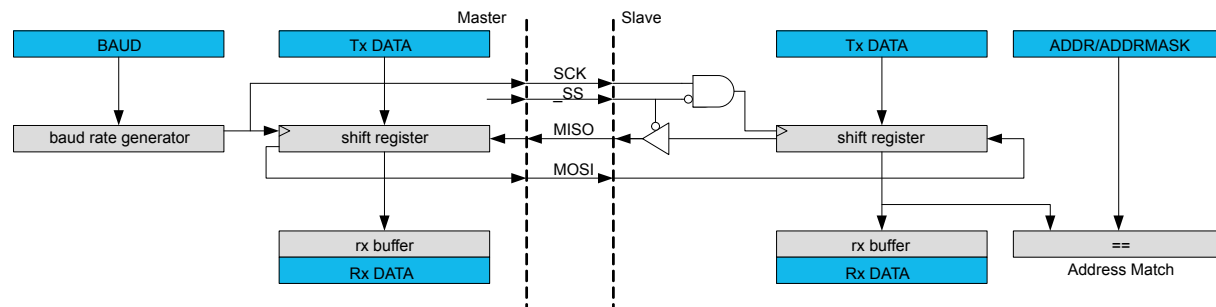 Master
Slave
BAUD
Tx DATA
Tx DATA
ADDR/ADDRMASK
SCK
_SS
baud rate generator
shift register
MISO
shift register
MOSI
rx buffer
rx buffer
==
Rx DATA
Rx DATA
Address Match